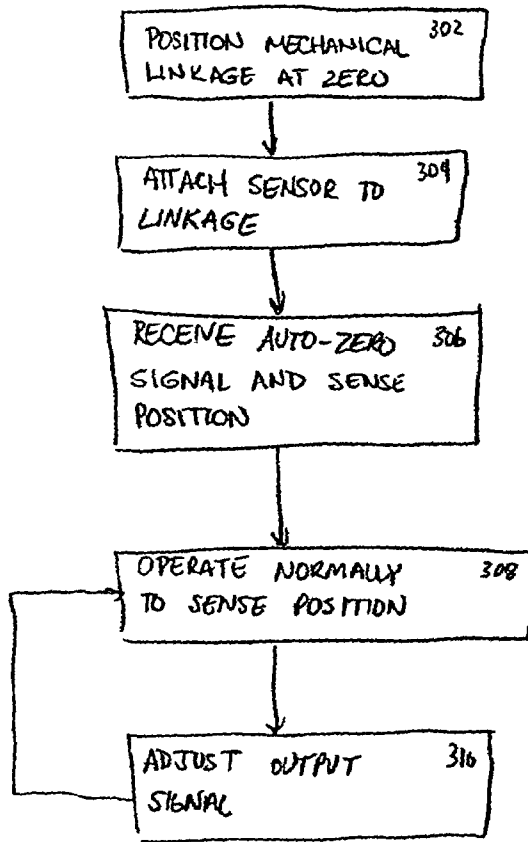 POSITION MECHANICAL 302
LINKAGE AT ZERO
ATTACH SENSOR TO 304
LINKAGE
RECEIVE AUTO-ZERO 306
SIGNAL AND SENSE
POSITION
OPERATE NORMALLY 308
TO SENSE POSITION
ADJUST OUTPUT 310
SIGNAL